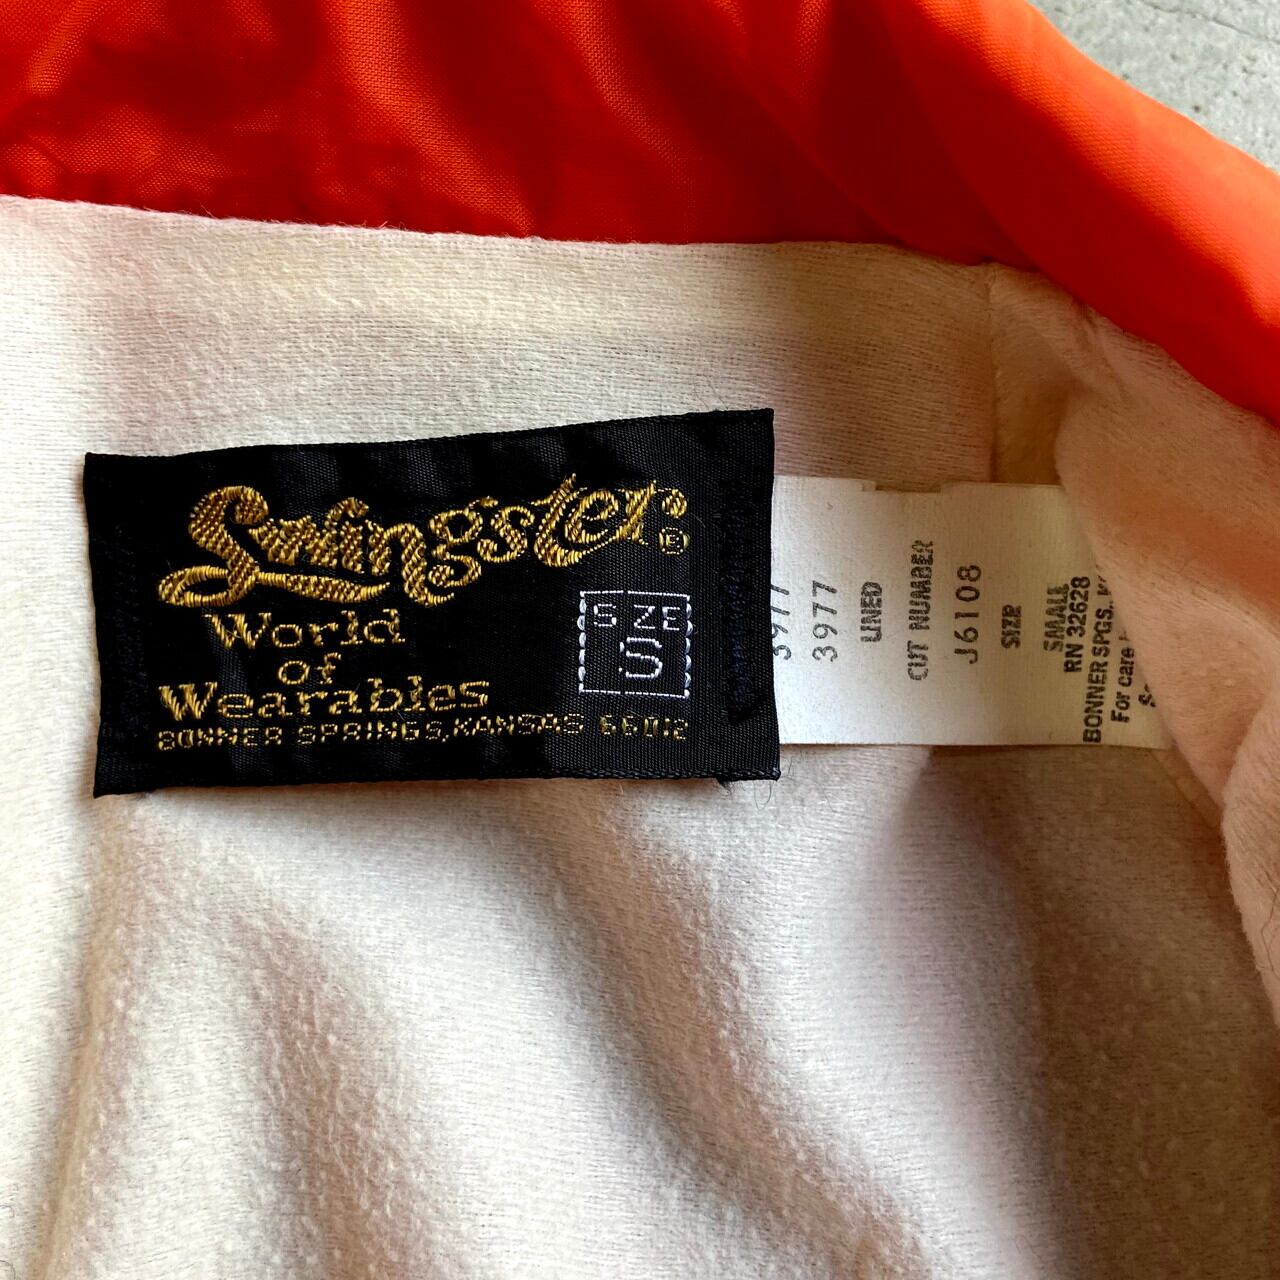 Swingster®
World
of
Wearables
BONNER SPRINGS, KANSAS 66012
SIZE
S
3977
3977
LINED
CUT NUMBER
J6108
SIZE
SMALL
RN 32628
BONNER SPGS.
For care